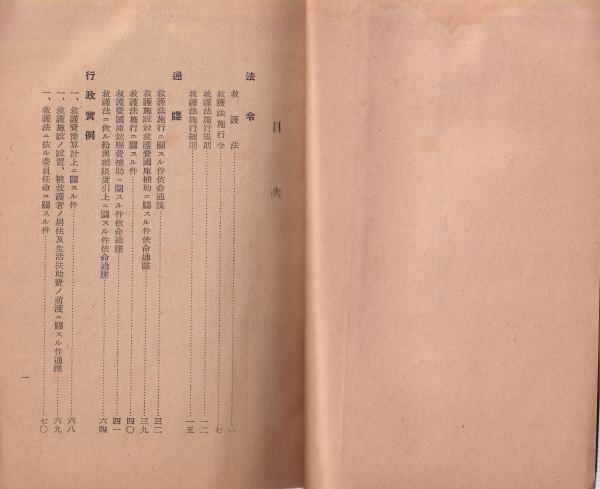 目次
法令
救護法……一
救護法施行令……七
救護法施行規則……一二
救護法施行細則……一五
通牒
救護法施行ニ關スル件依命通牒……三二
救護施設竝救護費國庫補助ニ關スル件依命通牒……三九
救護法施行ニ關スル件……四〇
救護費國庫竝縣費補助ニ關スル件依命通牒……四一
救護法ニ依ル給與額限度引上ニ關スル件依命通牒……六四
行政實例
一、救護費豫算計上ニ關スル件……六八
一、救護施設ノ設置、被救護者ノ居住及生活扶助費ノ前渡ニ關スル件通牒……六九
一、救護法ニ依ル委員任命ニ關スル件……七〇
一